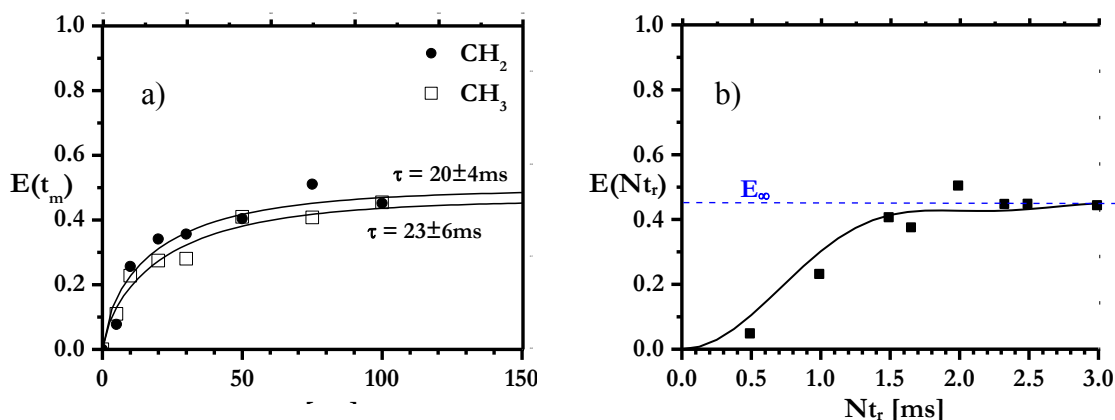 1.0
0.8
0.6
0.4
0.2
0.0
E(tₘ)
a)
CH₂
CH₃
τ = 20±4ms
τ = 23±6ms
0 50 100 150
1.0
0.8
0.6
0.4
0.2
0.0
E(Ntᵣ)
b)
E∞
0.0 0.5 1.0 1.5 2.0 2.5 3.0
Ntᵣ [ms]